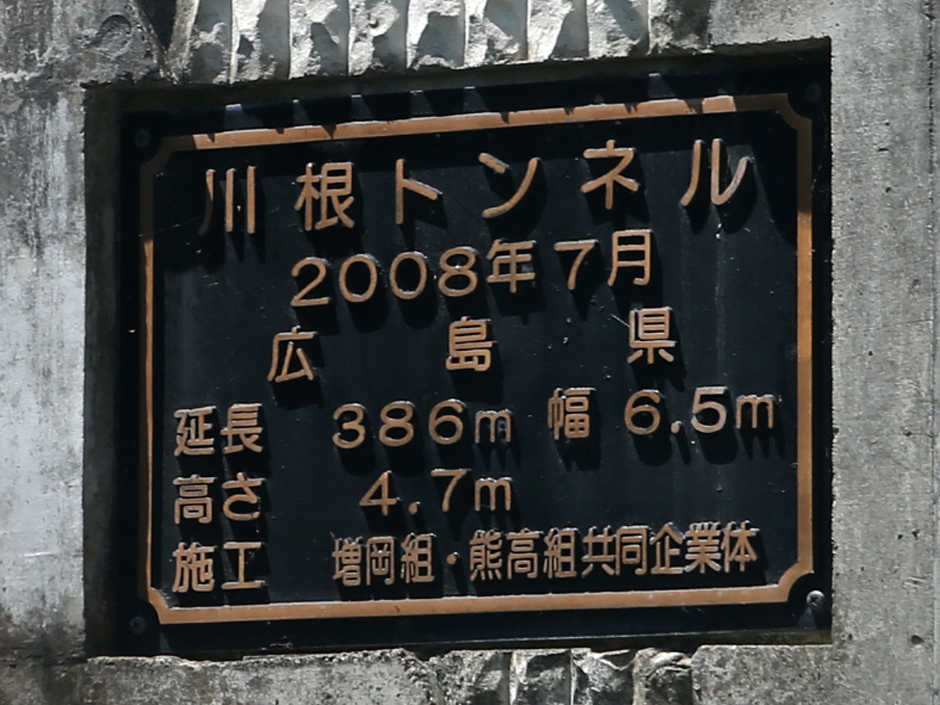 川根トンネル
2008年7月
広島県
延長 386m 幅 6.5m
高さ 4.7m
施工 増岡組・熊高組共同企業体